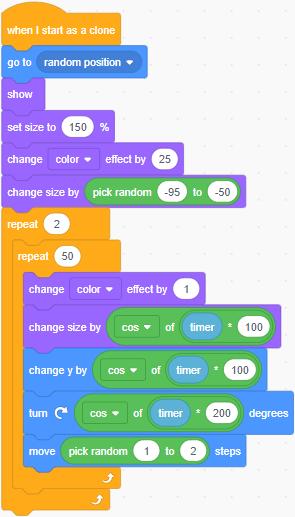 when I start as a clone
go to random position
show
set size to 150 %
change color effect by 25
change size by pick random -95 to -50
repeat 2
repeat 50
change color effect by 1
change size by cos of timer * 100
change y by cos of timer * 100
turn cos of timer * 200 degrees
move pick random 1 to 2 steps